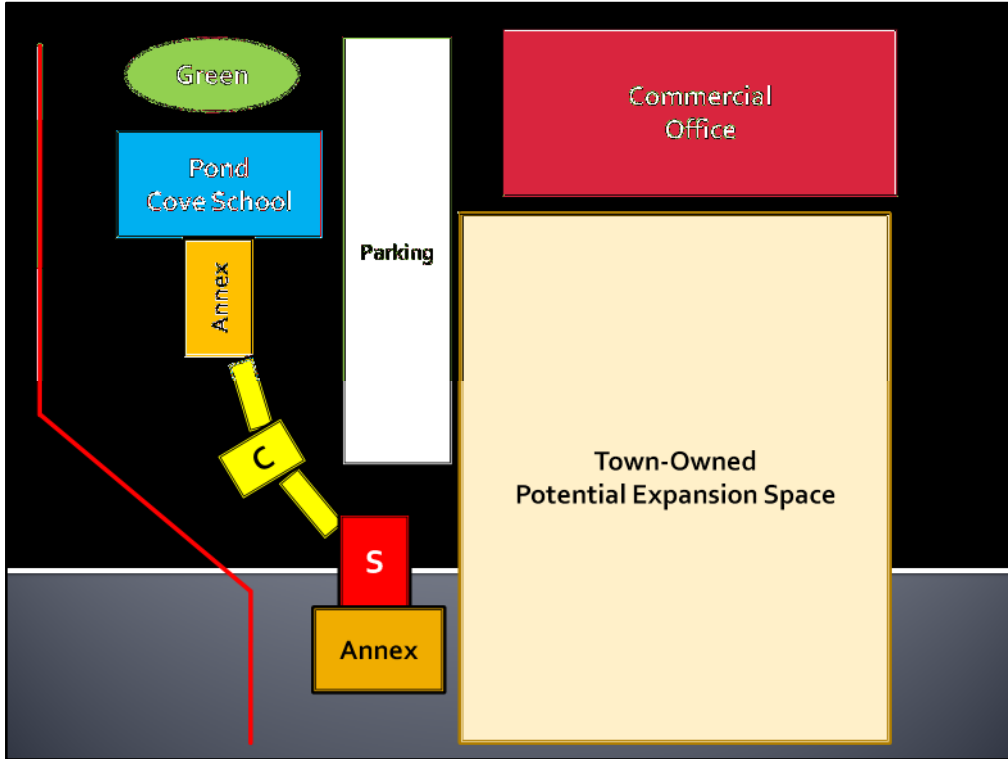 Green
Commercial
Office
Pond
Cove School
Parking
Annex
C
Town-Owned
Potential Expansion Space
S
Annex